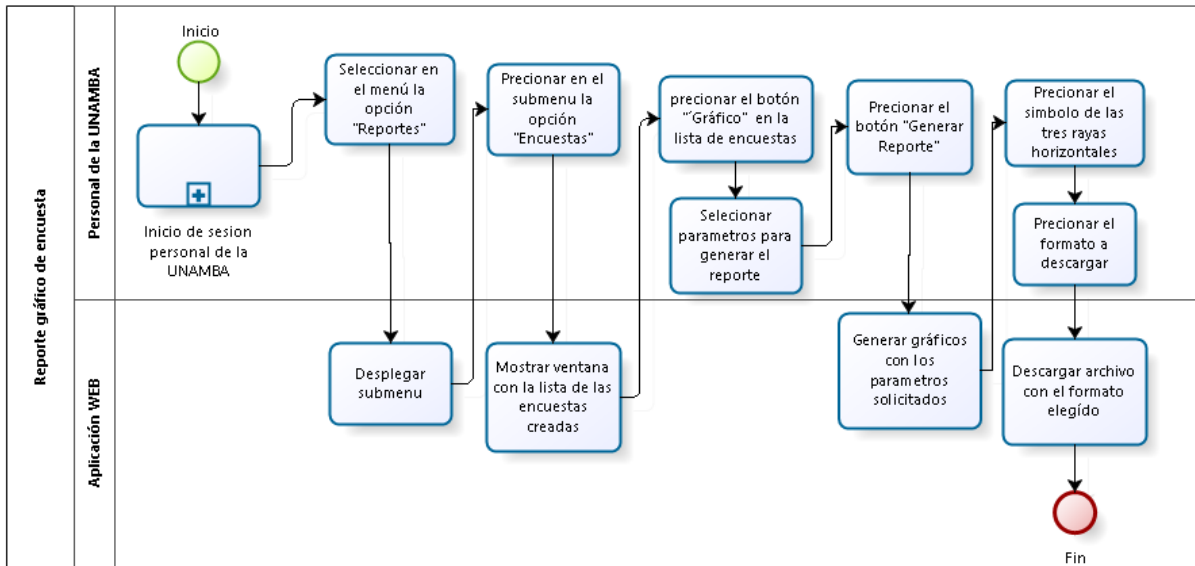 Reporte gráfico de encuesta
Personal de la UNAMBA
Inicio
Inicio de sesion
personal de la
UNAMBA
Seleccionar en
el menú la
opción
"Reportes"
Precionar en el
submenu la
opción
"Encuestas"
precionar el botón
"Gráfico" en la
lista de encuestas
Selecionar
parametros para
generar el
reporte
Precionar el
botón "Generar
Reporte"
Precionar el
simbolo de las
tres rayas
horizontales
Precionar el
formato a
descargar
Aplicación WEB
Desplegar
submenu
Mostrar ventana
con la lista de las
encuestas
creadas
Generar gráficos
con los
parametros
solicitados
Descargar archivo
con el formato
elegído
Fin